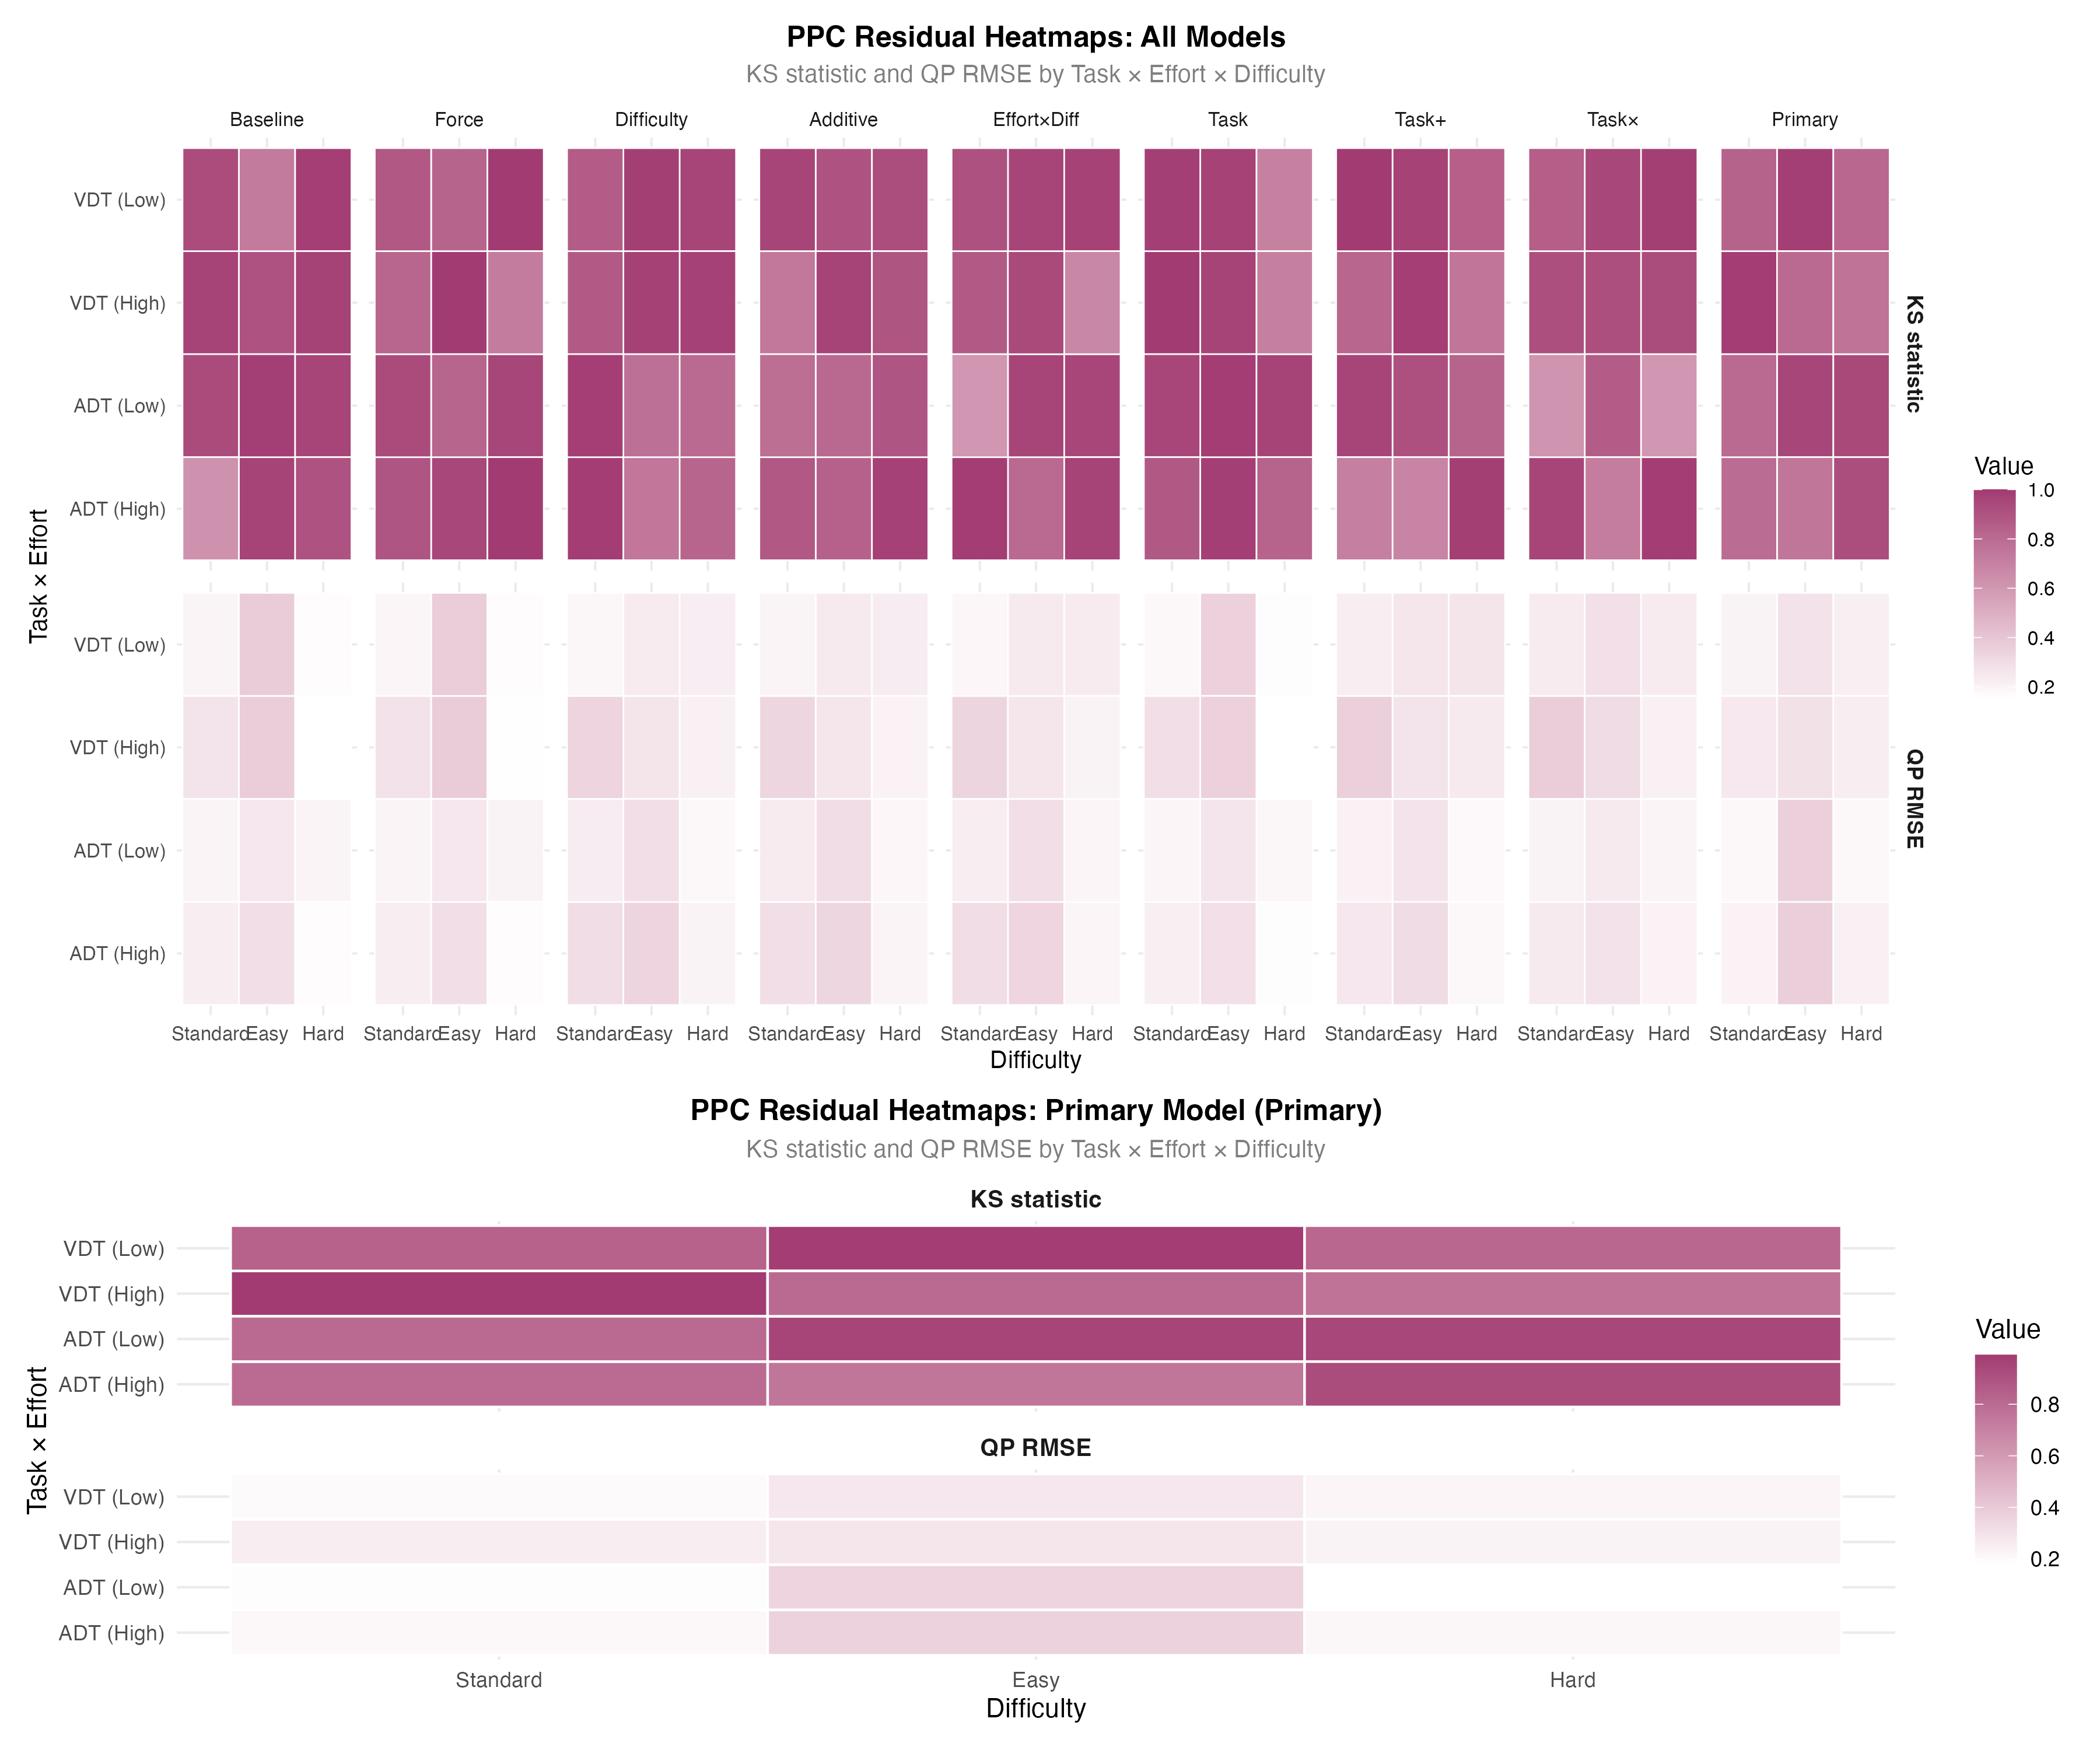 PPC Residual Heatmaps: All Models
KS statistic and QP RMSE by Task × Effort × Difficulty
Baseline Force Difficulty Additive Effort×Diff Task Task+ Task× Primary
Task × Effort
VDT (Low)
VDT (High)
ADT (Low)
ADT (High)
KS statistic
VDT (Low)
VDT (High)
ADT (Low)
ADT (High)
QP RMSE
Value
1.0
0.8
0.6
0.4
0.2
Standard Easy Hard Standard Easy Hard Standard Easy Hard Standard Easy Hard Standard Easy Hard Standard Easy Hard Standard Easy Hard Standard Easy Hard Standard Easy Hard
Difficulty
PPC Residual Heatmaps: Primary Model (Primary)
KS statistic and QP RMSE by Task × Effort × Difficulty
KS statistic
Task × Effort
VDT (Low)
VDT (High)
ADT (Low)
ADT (High)
QP RMSE
VDT (Low)
VDT (High)
ADT (Low)
ADT (High)
Value
0.8
0.6
0.4
0.2
Standard Easy Hard
Difficulty